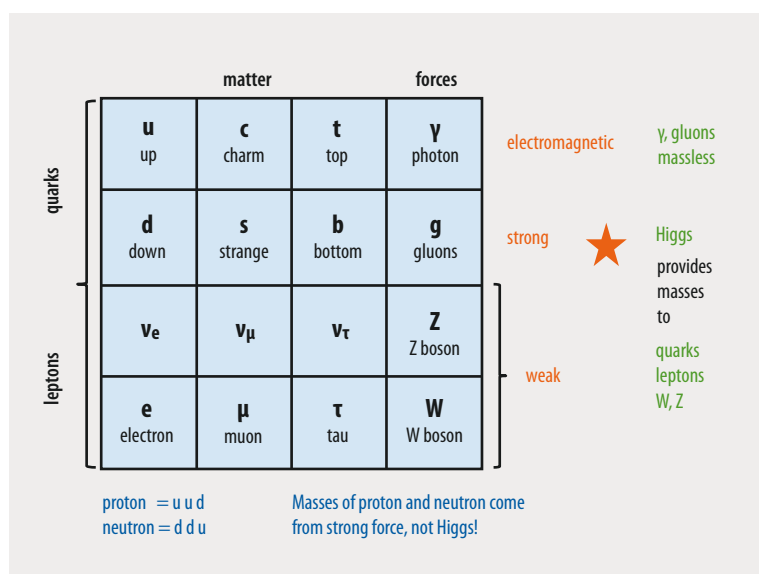 matter forces
quarks
u c t γ
up charm top photon
electromagnetic
γ, gluons
massless
d s b g
down strange bottom gluons
strong
Higgs
provides
masses
to
leptons
νe νμ ντ Z
Z boson
weak
quarks
leptons
W, Z
e μ τ W
electron muon tau W boson
proton = u u d
neutron = d d u
Masses of proton and neutron come
from strong force, not Higgs!